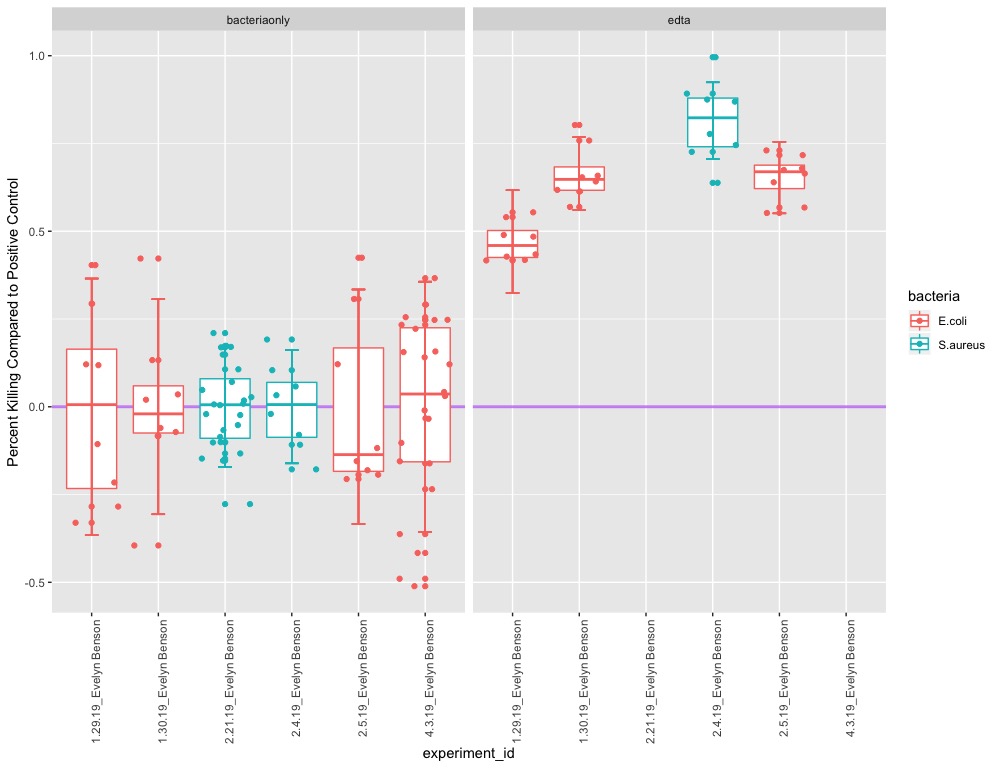 bacteriaonly
edta
Percent Killing Compared to Positive Control
1.0
0.5
0.0
-0.5
1.29.19_Evelyn Benson
1.30.19_Evelyn Benson
2.21.19_Evelyn Benson
2.4.19_Evelyn Benson
2.5.19_Evelyn Benson
4.3.19_Evelyn Benson
1.29.19_Evelyn Benson
1.30.19_Evelyn Benson
2.21.19_Evelyn Benson
2.4.19_Evelyn Benson
2.5.19_Evelyn Benson
4.3.19_Evelyn Benson
experiment_id
bacteria
E.coli
S.aureus